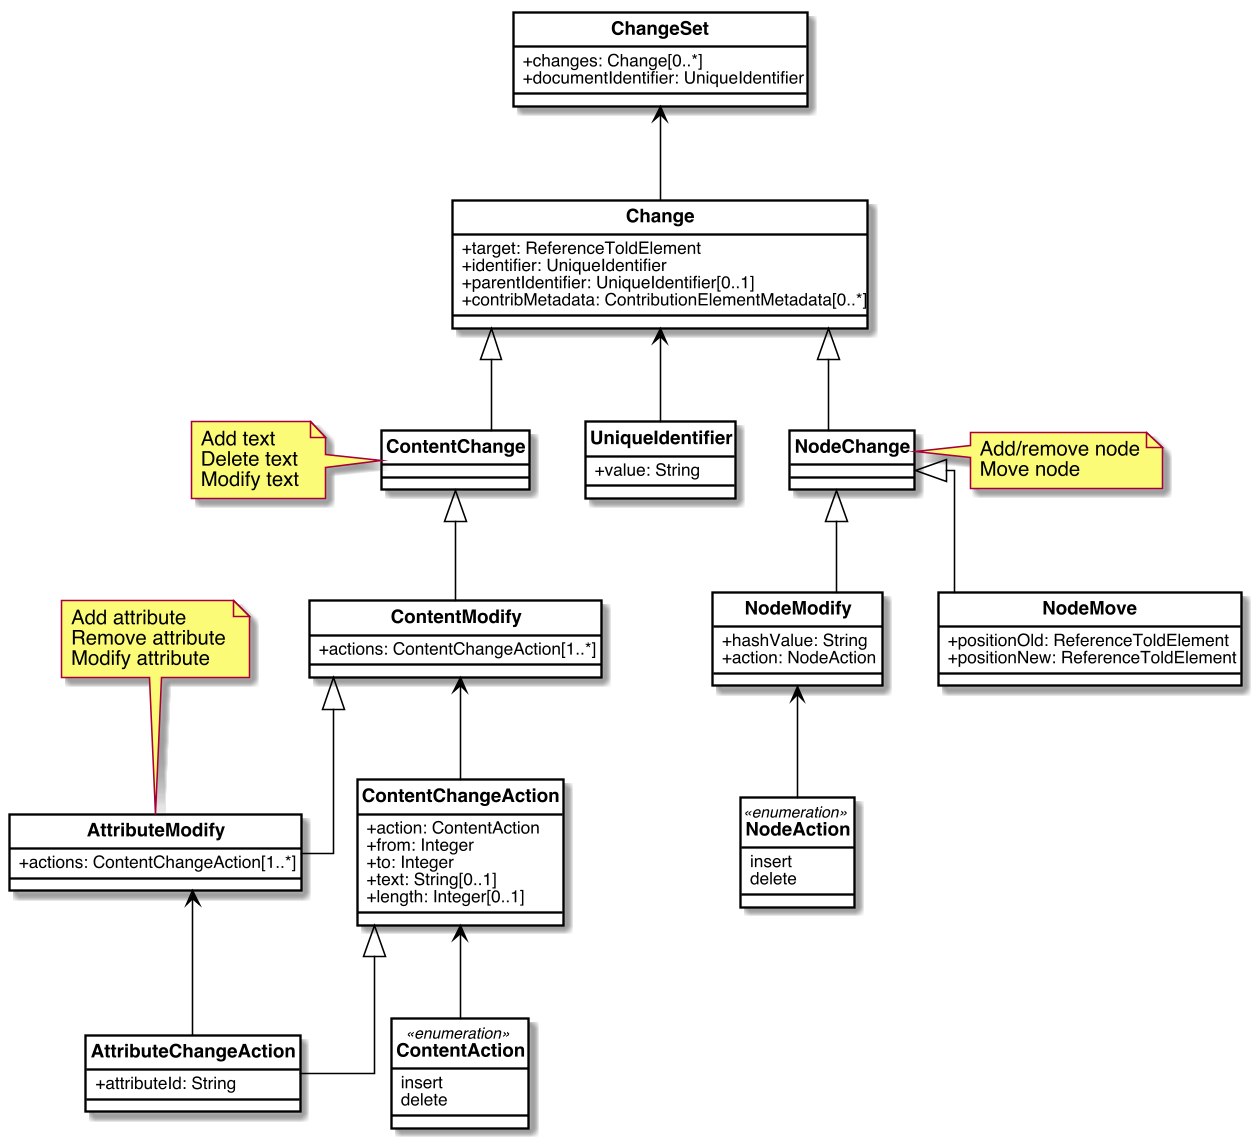 ChangeSet
+changes: Change[0..*]
+documentIdentifier: UniqueIdentifier
Change
+target: ReferenceToIdElement
+identifier: UniqueIdentifier
+parentIdentifier: UniqueIdentifier[0..1]
+contribMetadata: ContributionElementMetadata[0..*]
Add text
Delete text
Modify text
ContentChange
UniqueIdentifier
+value: String
NodeChange
Add/remove node
Move node
Add attribute
Remove attribute
Modify attribute
ContentModify
+actions: ContentChangeAction[1..*]
NodeModify
+hashValue: String
+action: NodeAction
NodeMove
+positionOld: ReferenceToIdElement
+positionNew: ReferenceToIdElement
AttributeModify
+actions: ContentChangeAction[1..*]
ContentChangeAction
+action: ContentAction
+from: Integer
+to: Integer
+text: String[0..1]
+length: Integer[0..1]
«enumeration»
NodeAction
insert
delete
AttributeChangeAction
+attributeId: String
«enumeration»
ContentAction
insert
delete